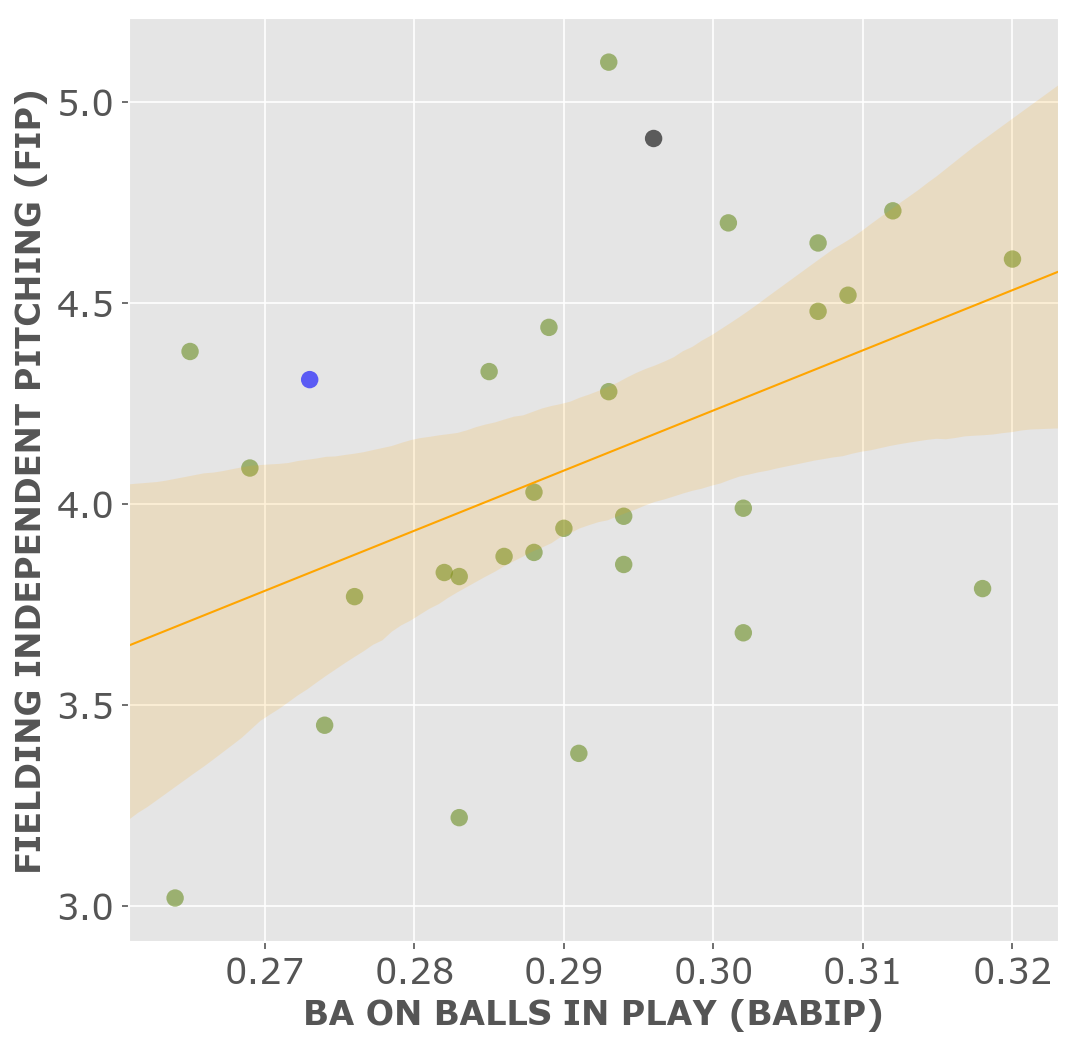 FIELDING INDEPENDENT PITCHING (FIP)
5.0
4.5
4.0
3.5
3.0
0.27 0.28 0.29 0.30 0.31 0.32
BA ON BALLS IN PLAY (BABIP)